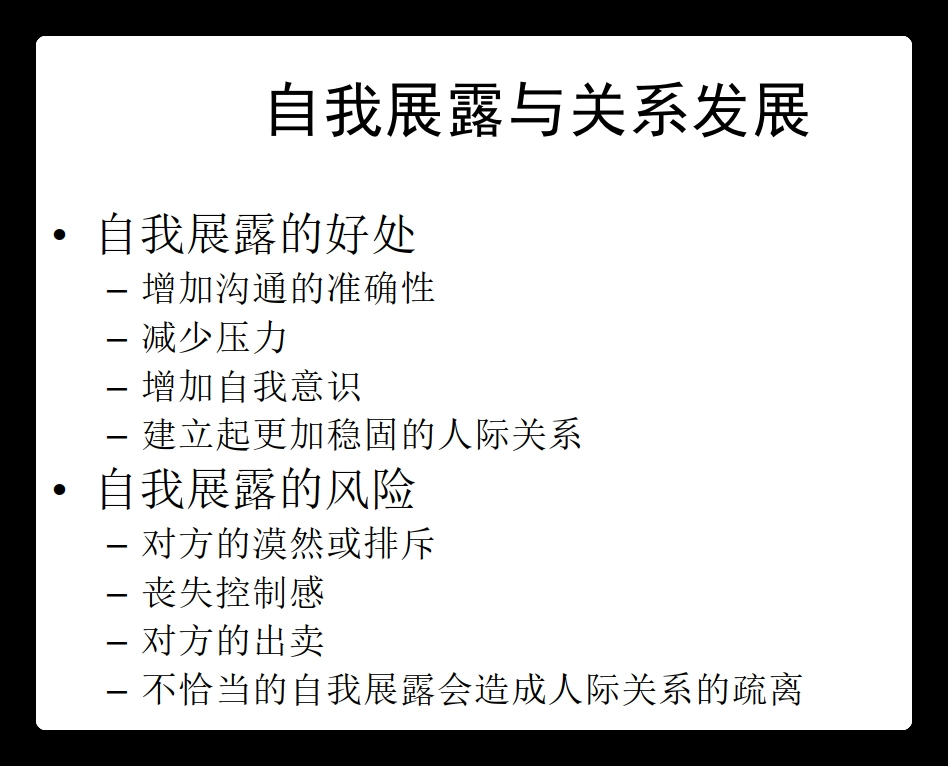 自我展露与关系发展
• 自我展露的好处
– 增加沟通的准确性
– 减少压力
– 增加自我意识
– 建立起更加稳固的人际关系
• 自我展露的风险
– 对方的漠然或排斥
– 丧失控制感
– 对方的出卖
– 不恰当的自我展露会造成人际关系的疏离